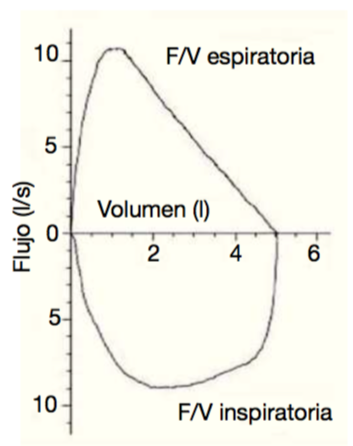 10
F/V espiratoria
5
Volumen (l)
Flujo (l/s)
0
2 4 6
5
10
F/V inspiratoria